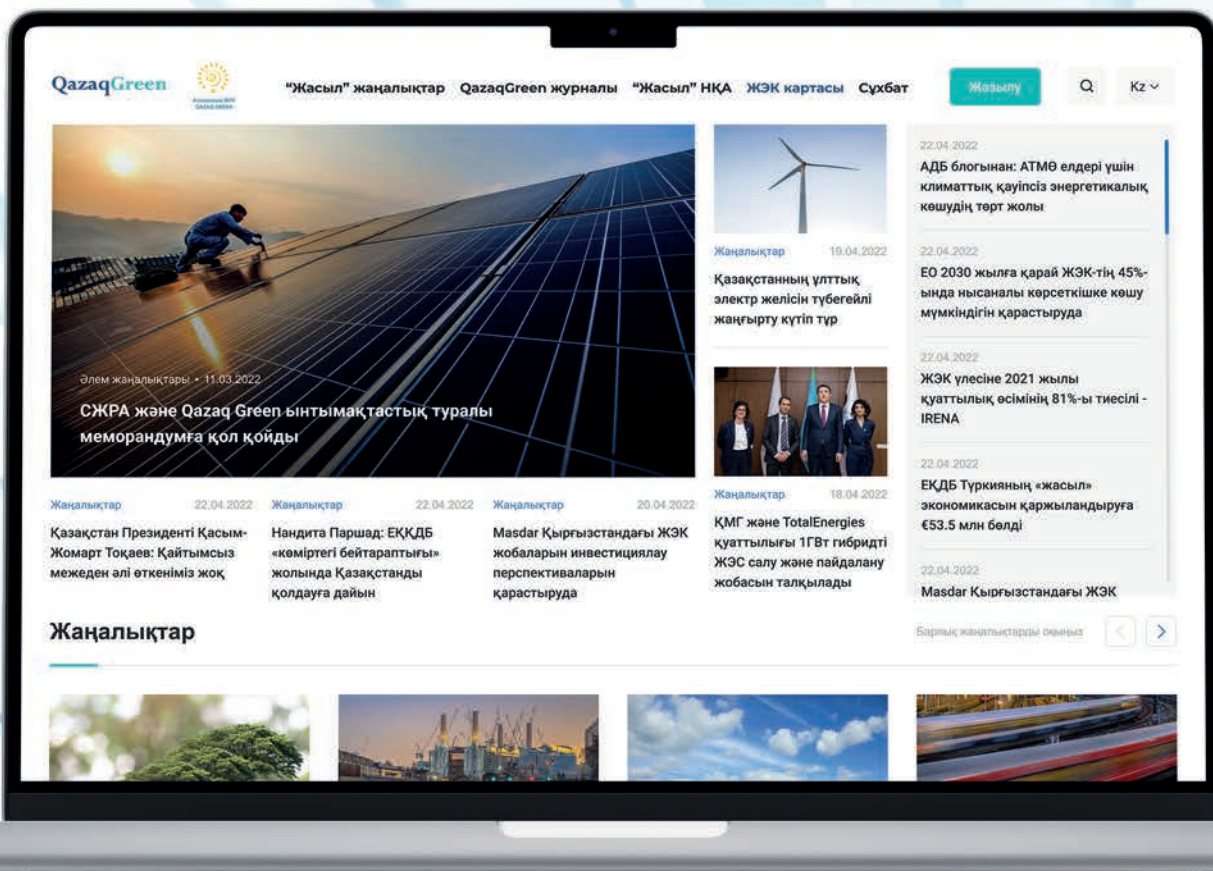 QazaqGreen
"Жасыл" жаңалықтар QazaqGreen журналы "Жасыл" НҚА ЖЭК картасы Сұхбат Жазылу Kz
Әлем жаңалықтары • 11.03.2022
СЖРА және Qazaq Green ынтымақтастық туралы
меморандумға қол қойды
Жаңалықтар 22.04.2022
Қазақстан Президенті Қасым-
Жомарт Тоқаев: Қайтымсыз
межеден әлі өткеніміз жоқ
Жаңалықтар 22.04.2022
Нандита Паршад: ЕҚҚДБ
«көміртегі бейтараптығы»
жолында Қазақстанды
қолдауға дайын
Жаңалықтар 20.04.2022
Masdar Қырғызстандағы ЖЭК
жобаларын инвестициялау
перспективаларын
қарастыруда
Жаңалықтар 19.04.2022
Қазақстанның ұлттық
электр желісін түбегейлі
жаңғырту күтіп тұр
Жаңалықтар 18.04.2022
ҚМГ және TotalEnergies
қуаттылығы 1ГВт гибридті
ЖЭС салу және пайдалану
жобасын талқылады
22.04.2022
АДБ блогынан: АТМӨ елдері үшін
климаттық қауіпсіз энергетикалық
көшудің төрт жолы
22.04.2022
ЕО 2030 жылға қарай ЖЭК-тің 45%-
ында нысаналы көрсеткішке көшу
мүмкіндігін қарастыруда
22.04.2022
ЖЭК үлесіне 2021 жылы
қуаттылық өсімінің 81%-ы тиесілі -
IRENA
22.04.2022
ЕҚДБ Түркияның «жасыл»
экономикасын қаржыландыруға
€53.5 млн бөлді
22.04.2022
Masdar Қырғызстандағы ЖЭК
Жаңалықтар
Барлық жаңалықтарды оқыңыз